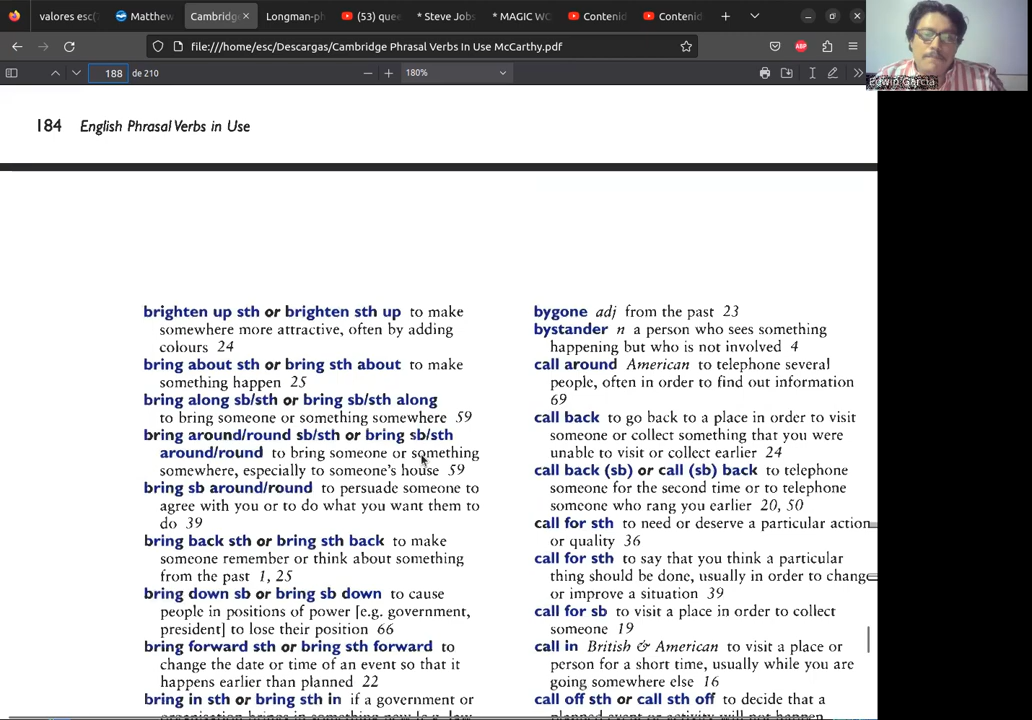 valores esc(
Matthew
Cambridg
Longman-ph
(53) que
* Steve Jobs
* MAGIC WO
Contenid
Contenid
file:///home/esc/Descargas/Cambridge Phrasal Verbs In Use McCarthy.pdf
188 de 210
180%
Edwin Garcia
184 English Phrasal Verbs in Use
brighten up sth or brighten sth up to make
somewhere more attractive, often by adding
colours 24
bring about sth or bring sth about to make
something happen 25
bring along sb/sth or bring sb/sth along
to bring someone or something somewhere 59
bring around/round sb/sth or bring sb/sth
around/round to bring someone or something
somewhere, especially to someone's house 59
bring sb around/round to persuade someone to
agree with you or to do what you want them to
do 39
bring back sth or bring sth back to make
someone remember or think about something
from the past 1, 25
bring down sb or bring sb down to cause
people in positions of power [e.g. government,
president] to lose their position 66
bring forward sth or bring sth forward to
change the date or time of an event so that it
happens earlier than planned 22
bring in sth or bring sth in if a government or
organisation brings in something new [e.g. law,
bygone adj from the past 23
bystander n a person who sees something
happening but who is not involved 4
call around American to telephone several
people, often in order to find out information
69
call back to go back to a place in order to visit
someone or collect something that you were
unable to visit or collect earlier 24
call back (sb) or call (sb) back to telephone
someone for the second time or to telephone
someone who rang you earlier 20, 50
call for sth to need or deserve a particular action
or quality 36
call for sth to say that you think a particular
thing should be done, usually in order to change
or improve a situation 39
call for sb to visit a place in order to collect
someone 19
call in British & American to visit a place or
person for a short time, usually while you are
going somewhere else 16
call off sth or call sth off to decide that a
planned event or activity will not happen